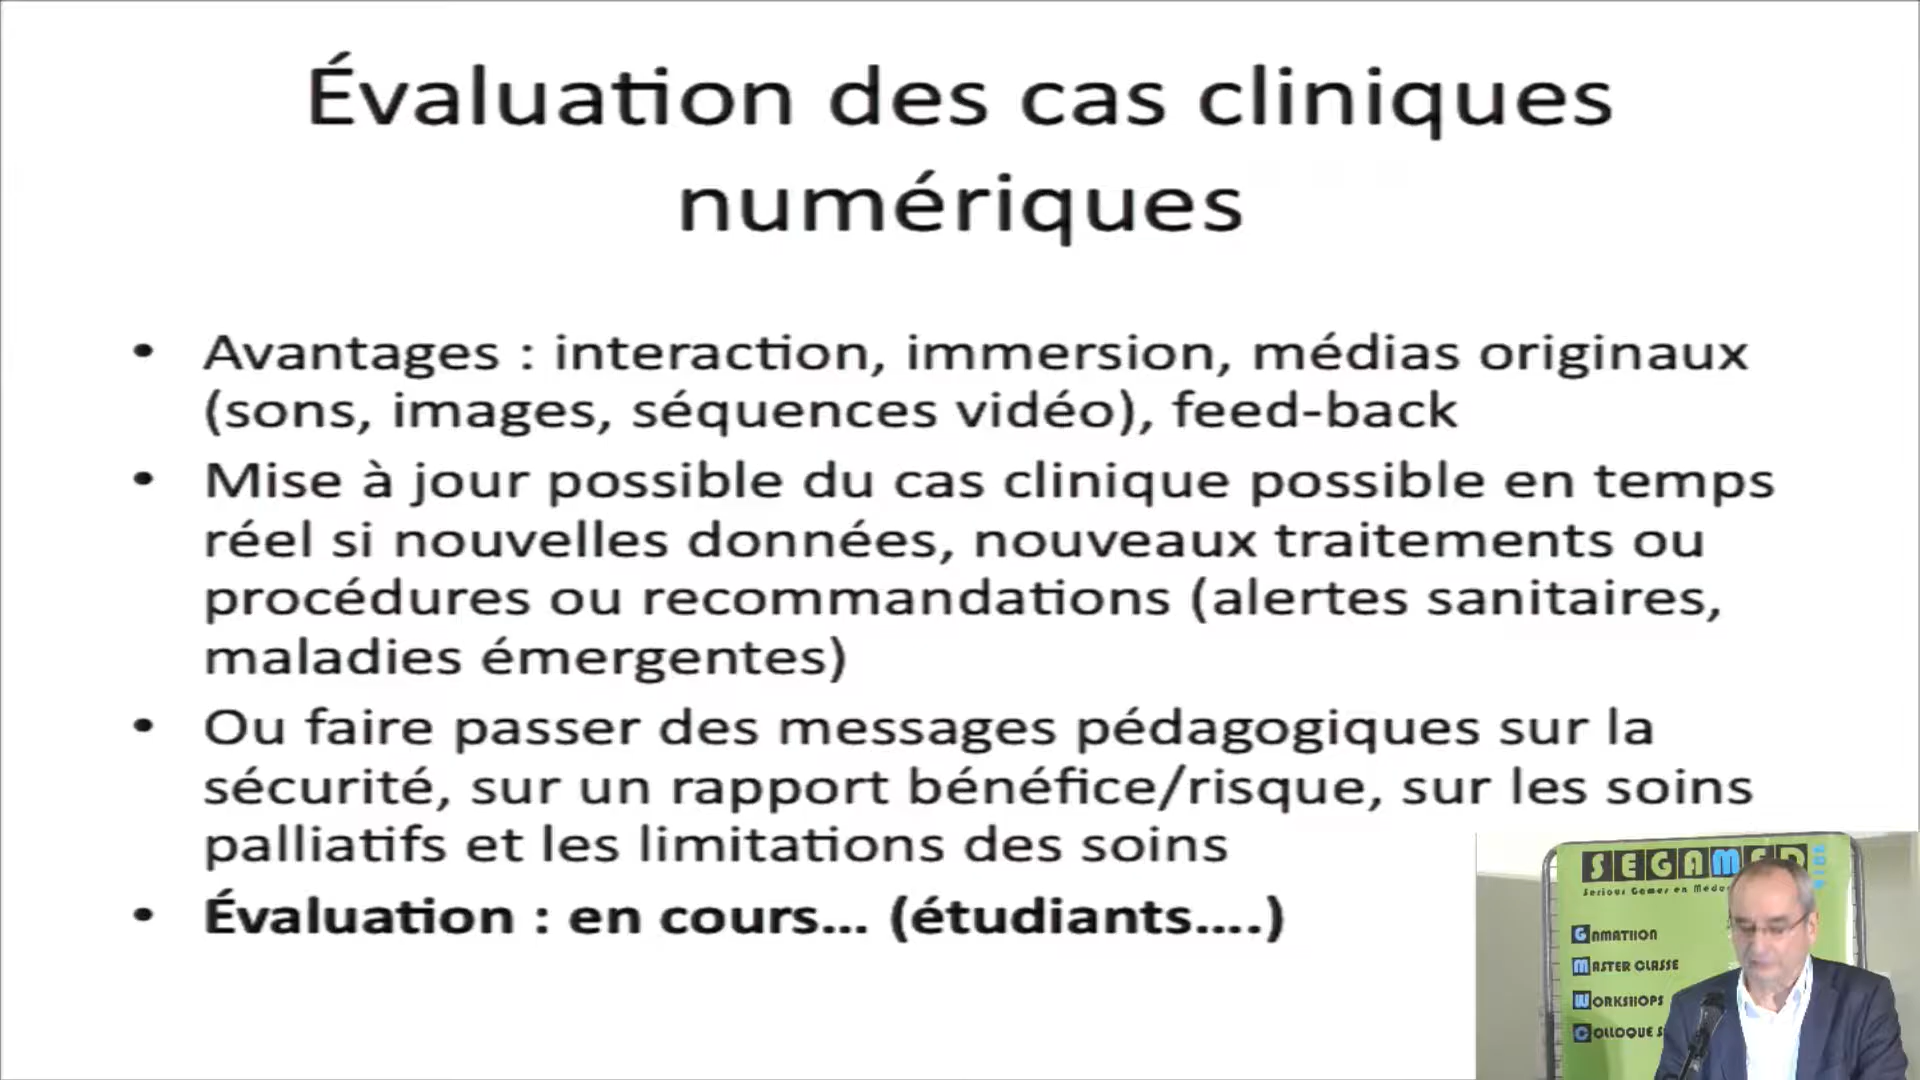 Évaluation des cas cliniques
numériques
• Avantages : interaction, immersion, médias originaux
(sons, images, séquences vidéo), feed-back
• Mise à jour possible du cas clinique possible en temps
réel si nouvelles données, nouveaux traitements ou
procédures ou recommandations (alertes sanitaires,
maladies émergentes)
• Ou faire passer des messages pédagogiques sur la
sécurité, sur un rapport bénéfice/risque, sur les soins
palliatifs et les limitations des soins
• Évaluation : en cours... (étudiants....)
SEGAMED
Serious Games en
MASTER CLASSE
WORKSHOPS
COLLOQUE